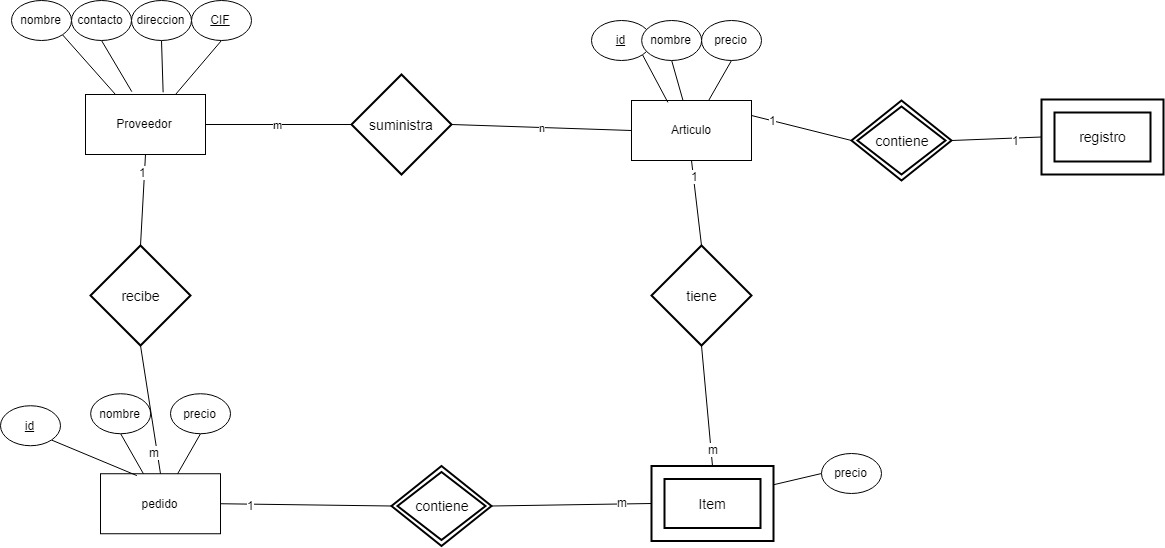 nombre
contacto
direccion
CIF
id
nombre
precio
Proveedor
m
suministra
n
Articulo
1
contiene
1
registro
1
1
recibe
tiene
id
nombre
precio
m
m
precio
pedido
1
contiene
m
Item